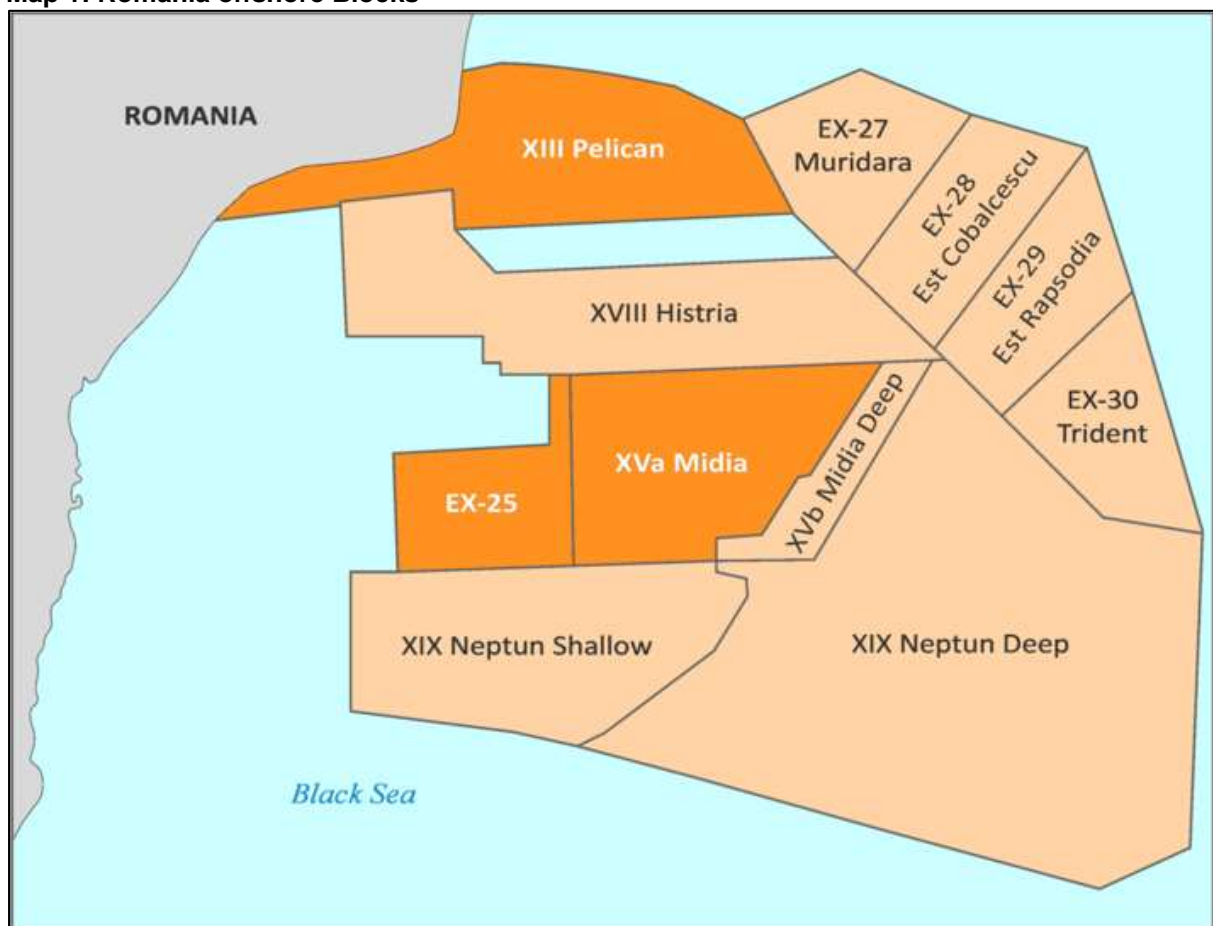 Map 1: Romania offshore Blocks
ROMANIA
XIII Pelican
EX-27
Muridara
EX-28
Est Cobalcescu
EX-29
Est Rapsodia
XVIII Histria
EX-30
Trident
XVa Midia
XVb Midia Deep
EX-25
XIX Neptun Shallow
XIX Neptun Deep
Black Sea